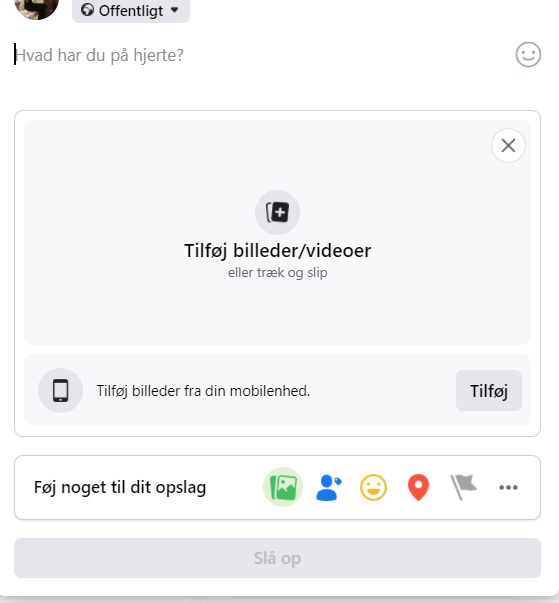 Offentligt
Hvad har du på hjerte?
Tilføj billeder/videoer
eller træk og slip
Tilføj billeder fra din mobilenhed.
Tilføj
Føj noget til dit opslag
Slå op